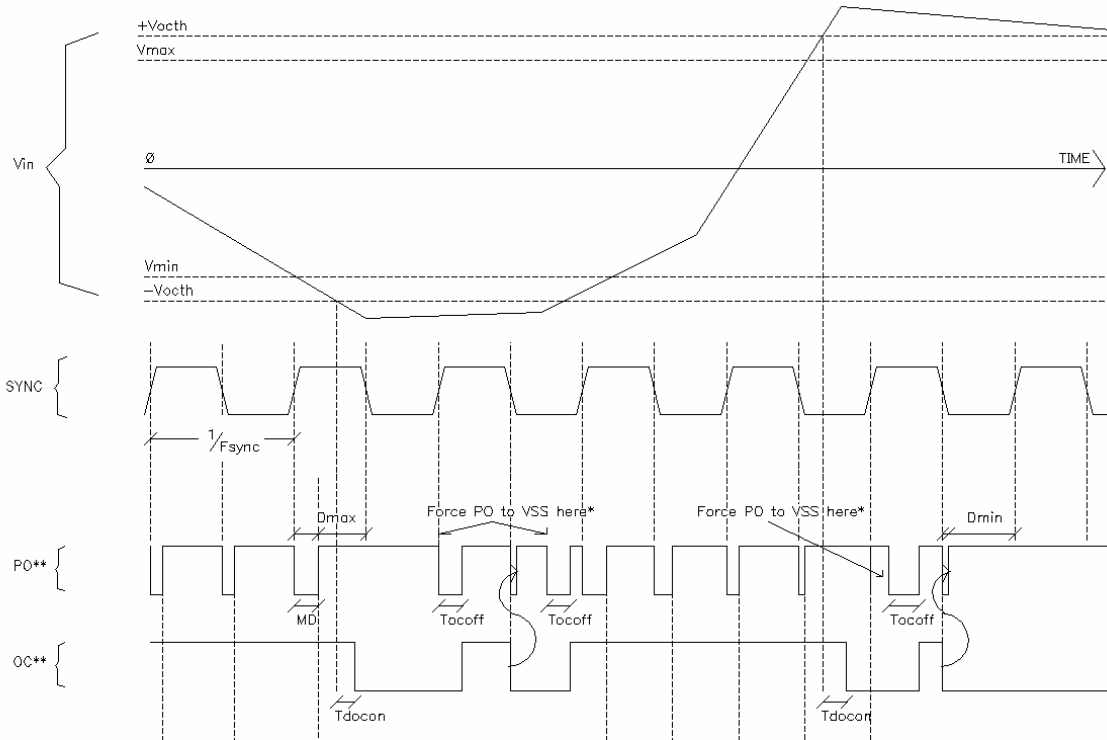 +Vocth
Vmax
Vin
Ø
TIME
Vmin
−Vocth
SYNC
1/Fsync
Dmax
Force PO to VSS here*
Force PO to VSS here*
Dmin
PO**
MD
Tocoff
Tocoff
Tocoff
OC**
Tdocon
Tdocon